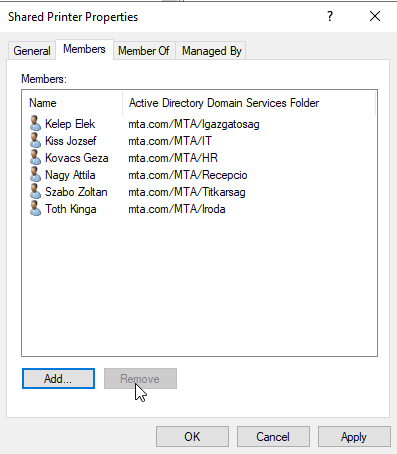 Shared Printer Properties ?
General Members Member Of Managed By
Members:
Name Active Directory Domain Services Folder
Kelep Elek mta.com/MTA/Igazgatosag
Kiss Jozsef mta.com/MTA/IT
Kovacs Geza mta.com/MTA/HR
Nagy Attila mta.com/MTA/Recepcio
Szabo Zoltan mta.com/MTA/Titkarsag
Toth Kinga mta.com/MTA/Iroda
Add... Remove
OK Cancel Apply